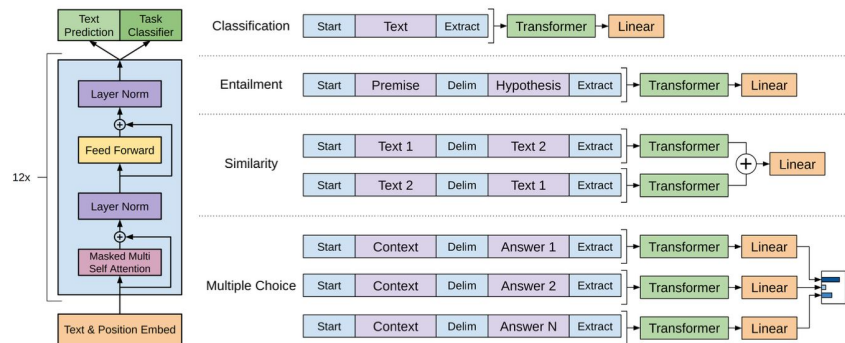 Text
Prediction
Task
Classifier
12x
Layer Norm
Feed Forward
Layer Norm
Masked Multi
Self Attention
Text & Position Embed
Classification
Start Text Extract Transformer Linear
Entailment
Start Premise Delim Hypothesis Extract Transformer Linear
Similarity
Start Text 1 Delim Text 2 Extract Transformer
Start Text 2 Delim Text 1 Extract Transformer
Linear
Multiple Choice
Start Context Delim Answer 1 Extract Transformer Linear
Start Context Delim Answer 2 Extract Transformer Linear
Start Context Delim Answer N Extract Transformer Linear